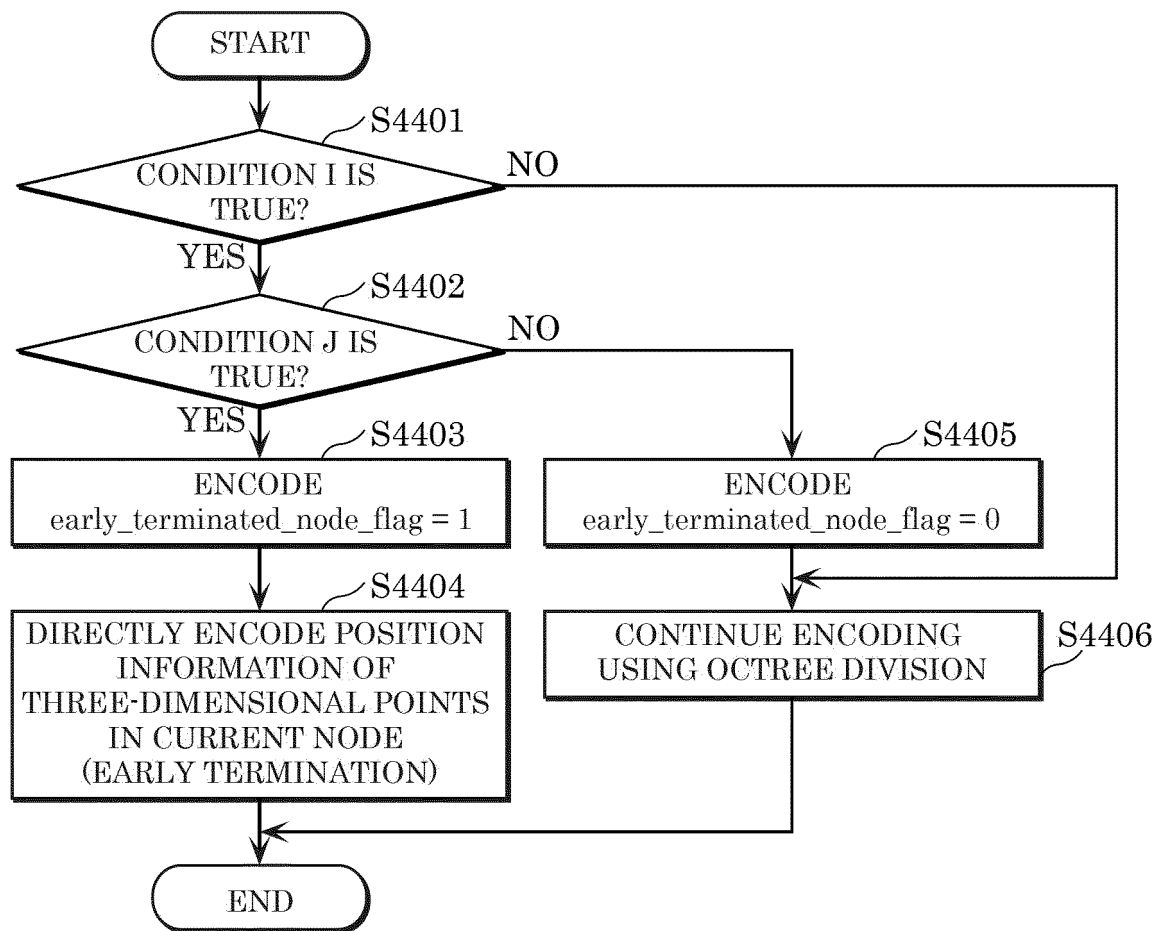 START
S4401
CONDITION I IS
TRUE?
NO
YES
S4402
CONDITION J IS
TRUE?
NO
YES
S4403
ENCODE
early_terminated_node_flag = 1
S4405
ENCODE
early_terminated_node_flag = 0
S4404
DIRECTLY ENCODE POSITION
INFORMATION OF
THREE-DIMENSIONAL POINTS
IN CURRENT NODE
(EARLY TERMINATION)
CONTINUE ENCODING
USING OCTREE DIVISION
S4406
END